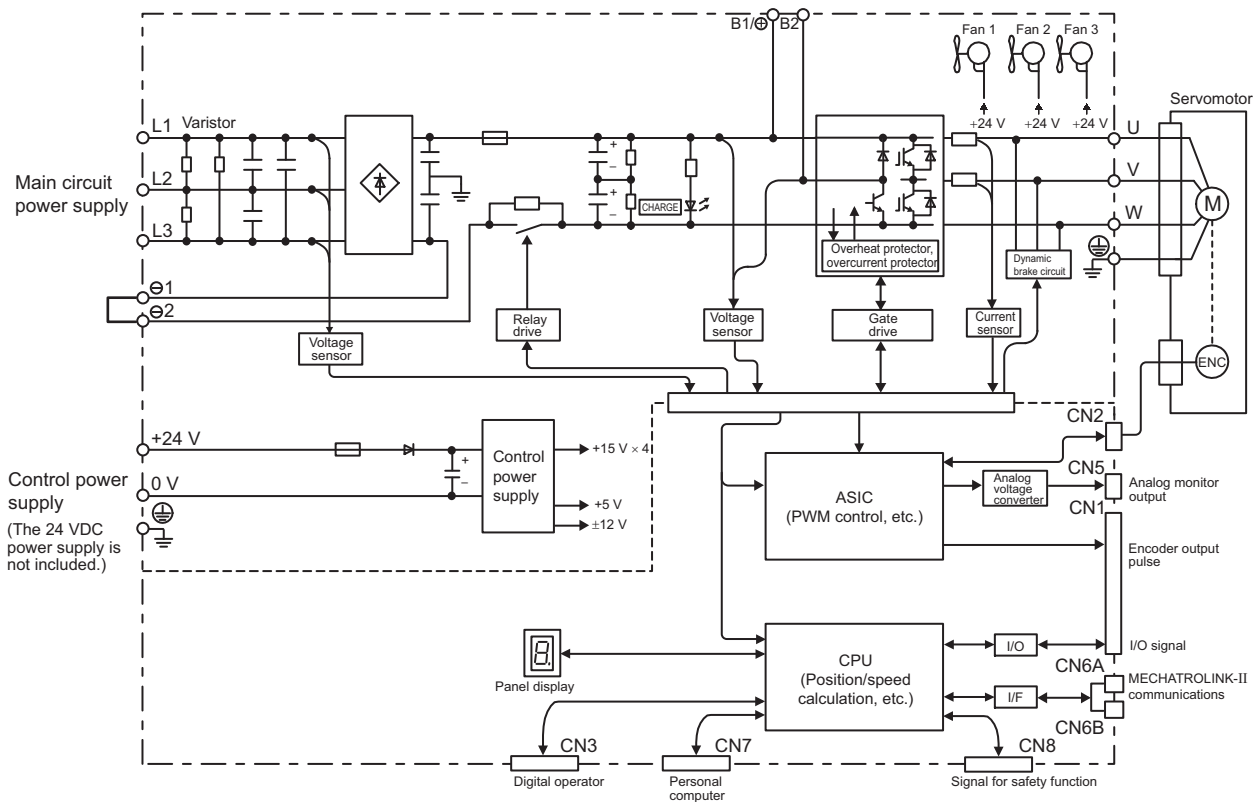 B1/⊕ B2
Fan 1 Fan 2 Fan 3
+24 V +24 V +24 V
Servomotor
L1
Varistor
L2
L3
Main circuit
power supply
U
V
W
M
+
–
+
–
CHARGE
Overheat protector,
overcurrent protector
Dynamic
brake circuit
⊖1
⊖2
Voltage
sensor
Relay
drive
Voltage
sensor
Gate
drive
Current
sensor
ENC
CN2
+24 V
+
–
Control
power
supply
+15 V × 4
+5 V
±12 V
Control power
supply
0 V
(The 24 VDC
power supply is
not included.)
ASIC
(PWM control, etc.)
Analog
voltage
converter
CN5
Analog monitor
output
CN1
Encoder output
pulse
CPU
(Position/speed
calculation, etc.)
I/O
I/O signal
I/F
CN6A
MECHATROLINK-II
communications
CN6B
8.
Panel display
CN3
Digital operator
CN7
Personal
computer
CN8
Signal for safety function